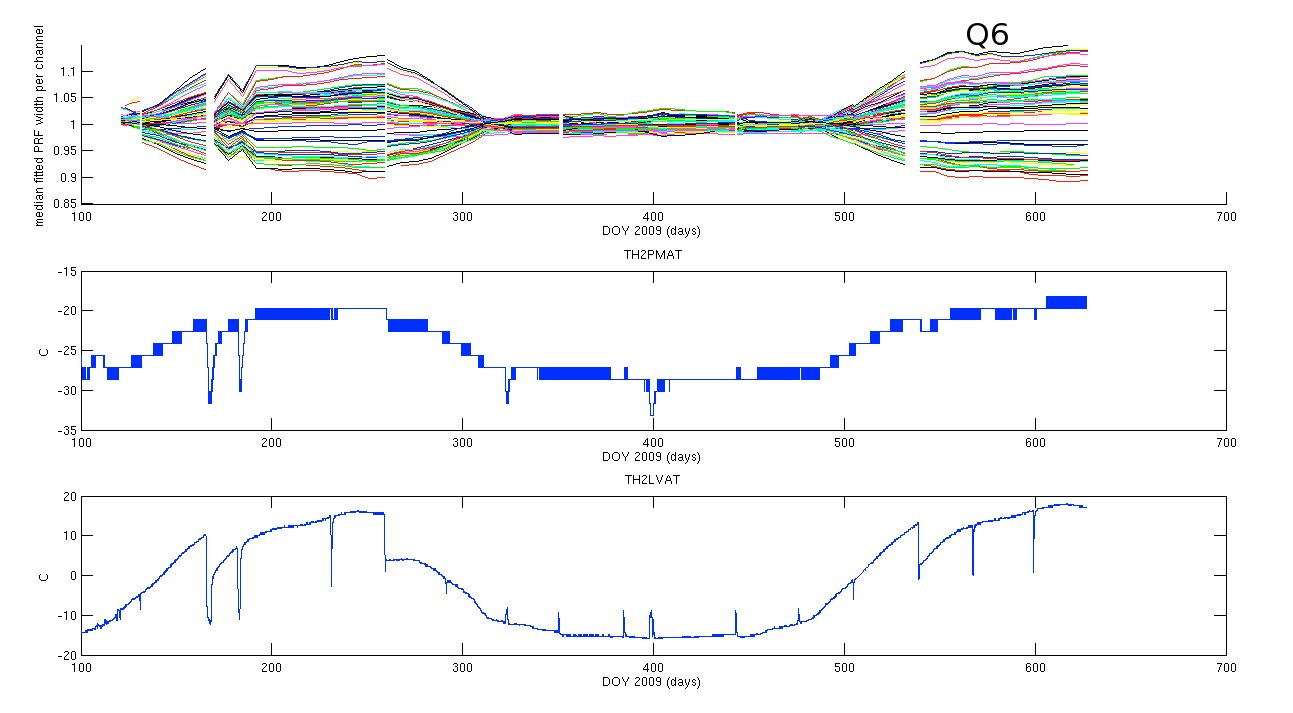 Q6
median fitted PRF width per channel
1.1
1.05
1
0.95
0.9
0.85
100 200 300 400 500 600 700
DOY 2009 (days)
TH2PMAT
-15
-20
C
-25
-30
-35
100 200 300 400 500 600 700
DOY 2009 (days)
TH2LVAT
20
10
C
0
-10
-20
100 200 300 400 500 600 700
DOY 2009 (days)